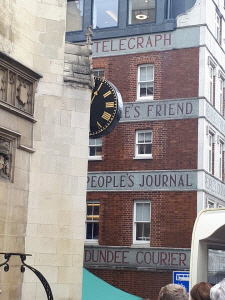 TELEGRAPH
E'S FRIEND
PEOPLE'S JOURNAL
DUNDEE COURIER